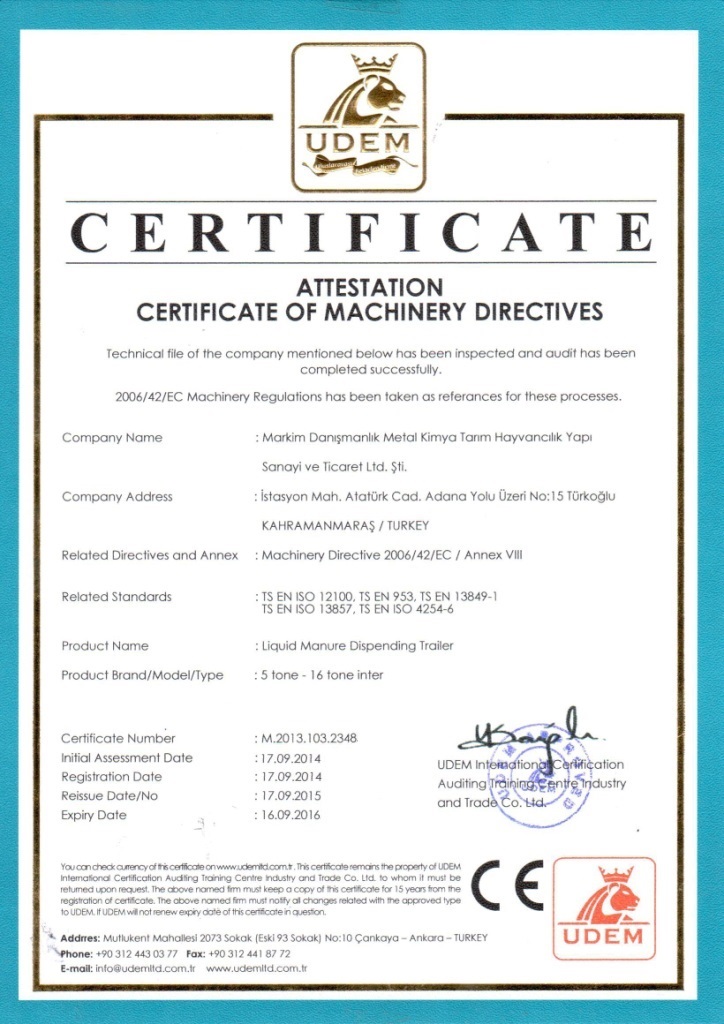 UDEM
CERTIFICATE
ATTESTATION
CERTIFICATE OF MACHINERY DIRECTIVES
Technical file of the company mentioned below has been inspected and audit has been
completed successfully.
2006/42/EC Machinery Regulations has been taken as referances for these processes.
Company Name : Markim Danışmanlık Metal Kimya Tarım Hayvancılık Yapı
Sanayi ve Ticaret Ltd. Şti.
Company Address : İstasyon Mah. Atatürk Cad. Adana Yolu Üzeri No:15 Türkoğlu
KAHRAMANMARAŞ / TURKEY
Related Directives and Annex : Machinery Directive 2006/42/EC / Annex VIII
Related Standards : TS EN ISO 12100, TS EN 953, TS EN 13849-1
TS EN ISO 13857, TS EN ISO 4254-6
Product Name : Liquid Manure Dispending Trailer
Product Brand/Model/Type : 5 tone - 16 tone inter
Certificate Number : M.2013.103.2348
Initial Assessment Date : 17.09.2014
Registration Date : 17.09.2014
Reissue Date/No : 17.09.2015
Expiry Date : 16.09.2016
UDEM International Certification
Auditing Training Centre Industry
and Trade Co. Ltd.
You can check currency of this certificate on www.udemltd.com.tr. This certificate remains the property of UDEM
International Certification Auditing Training Centre Industry and Trade Co. Ltd. to whom it must be
returned upon request. The above named firm must keep a copy of this certificate for 15 years from the
registration of certificate. The above named firm must notify all changes related with the approved type
to UDEM. If UDEM will not renew expiry date of this certificate in question.
CE
UDEM
Addrres: Mutlukent Mahallesi 2073 Sokak (Eski 93 Sokak) No:10 Çankaya – Ankara – TURKEY
Phone: +90 312 443 03 77 Fax: +90 312 441 87 72
E-mail: info@udemltd.com.tr www.udemltd.com.tr